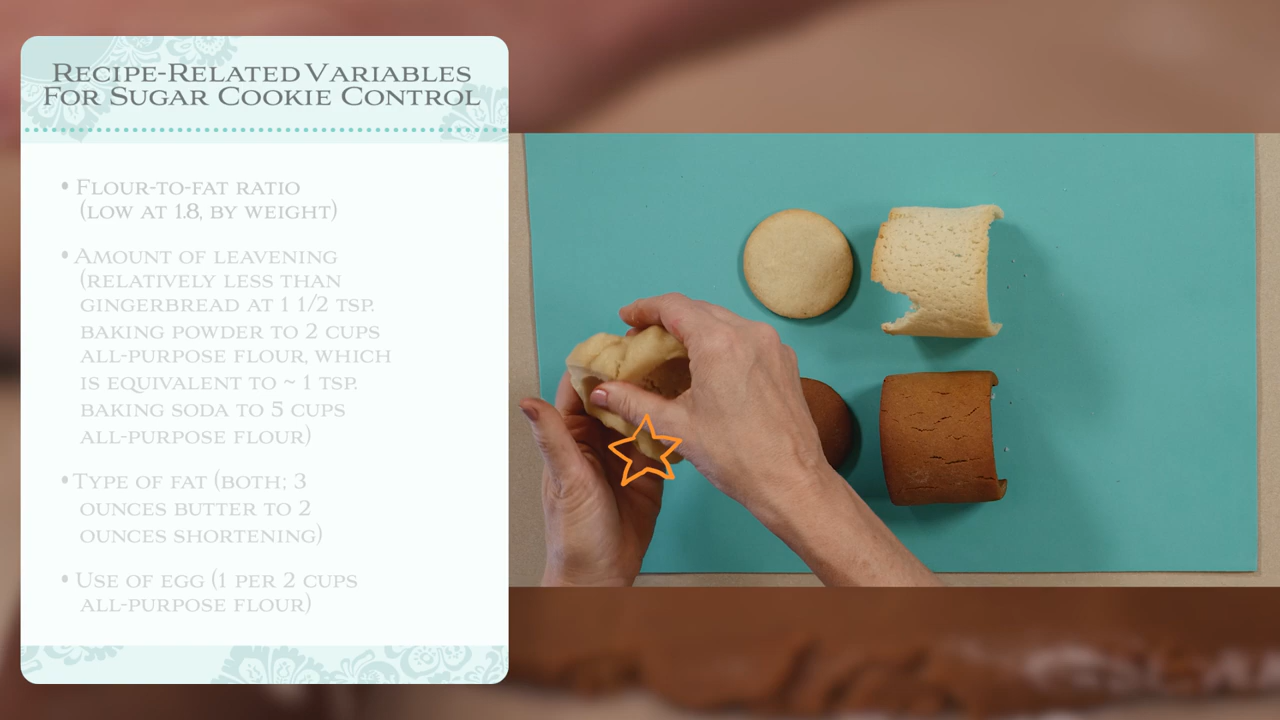 Recipe-Related Variables
For Sugar Cookie Control
• Flour-to-fat ratio
(low at 1.8, by weight)
• Amount of leavening
(relatively less than
gingerbread at 1 1/2 tsp.
baking powder to 2 cups
all-purpose flour, which
is equivalent to ~ 1 tsp.
baking soda to 5 cups
all-purpose flour)
• Type of fat (both; 3
ounces butter to 2
ounces shortening)
• Use of egg (1 per 2 cups
all-purpose flour)